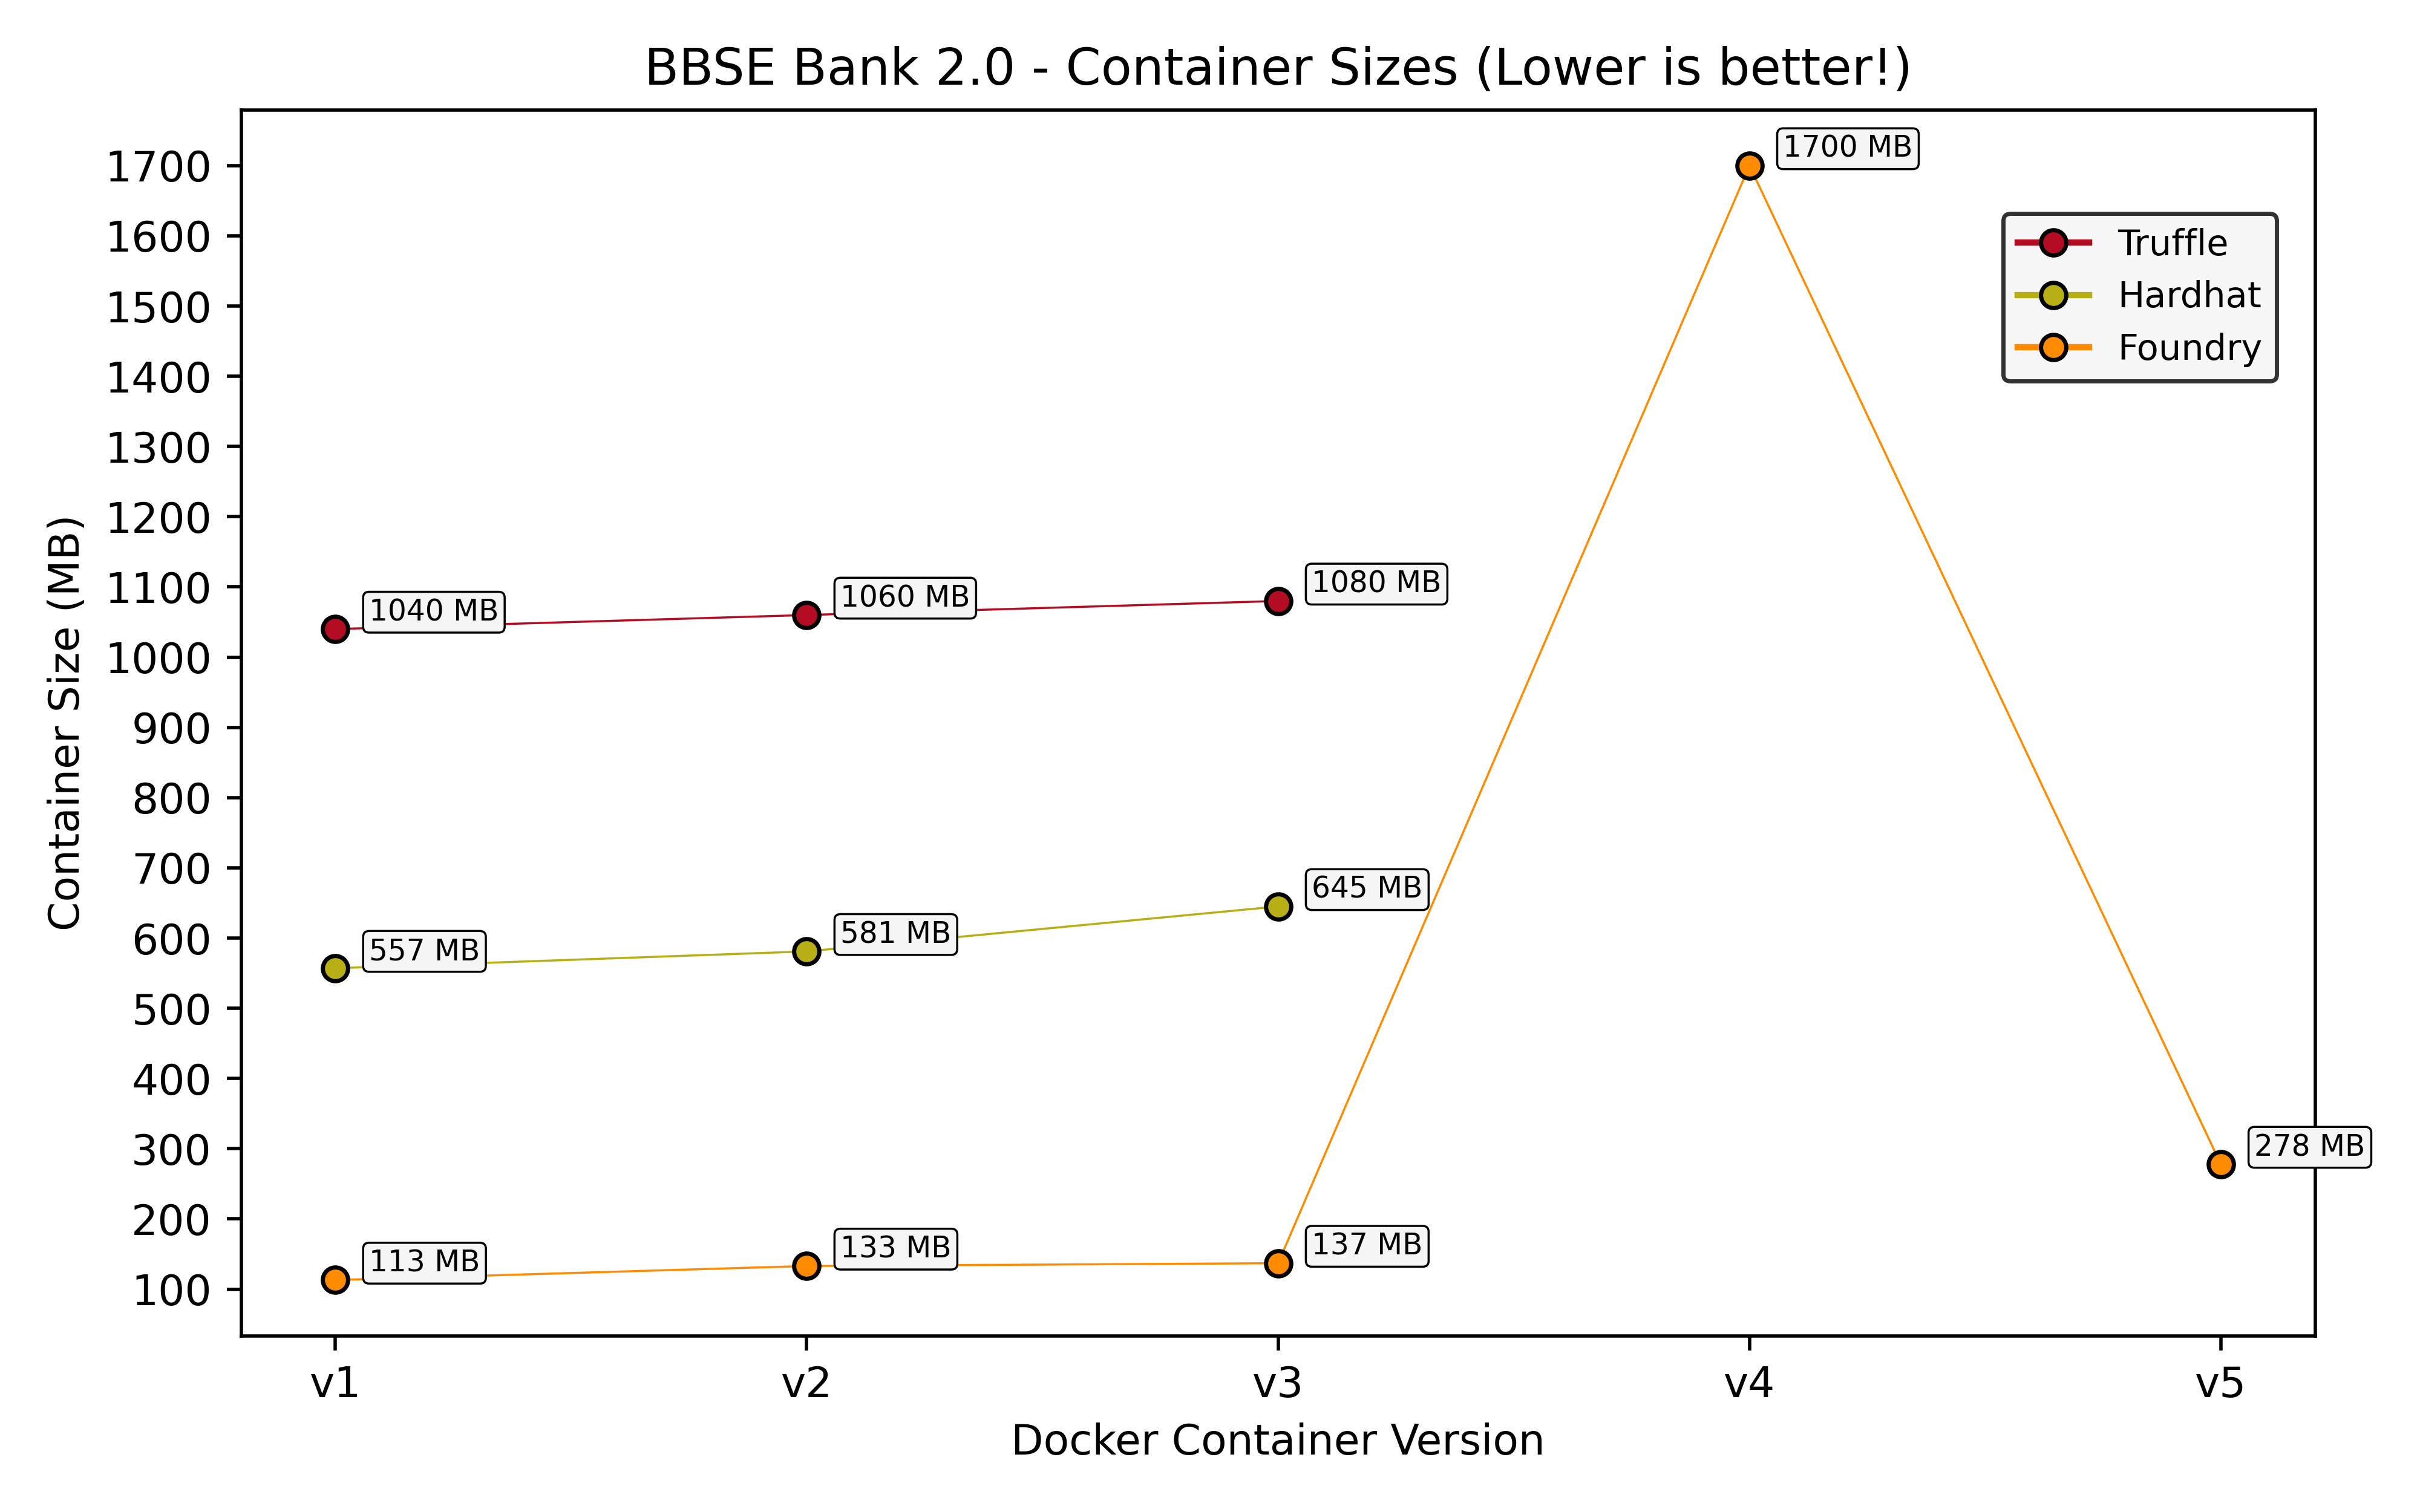 BBSE Bank 2.0 - Container Sizes (Lower is better!)
Container Size (MB)
1700
1600
1500
1400
1300
1200
1100
1000
900
800
700
600
500
400
300
200
100
1700 MB
Truffle
Hardhat
Foundry
1040 MB
1060 MB
1080 MB
557 MB
581 MB
645 MB
113 MB
133 MB
137 MB
278 MB
v1
v2
v3
v4
v5
Docker Container Version